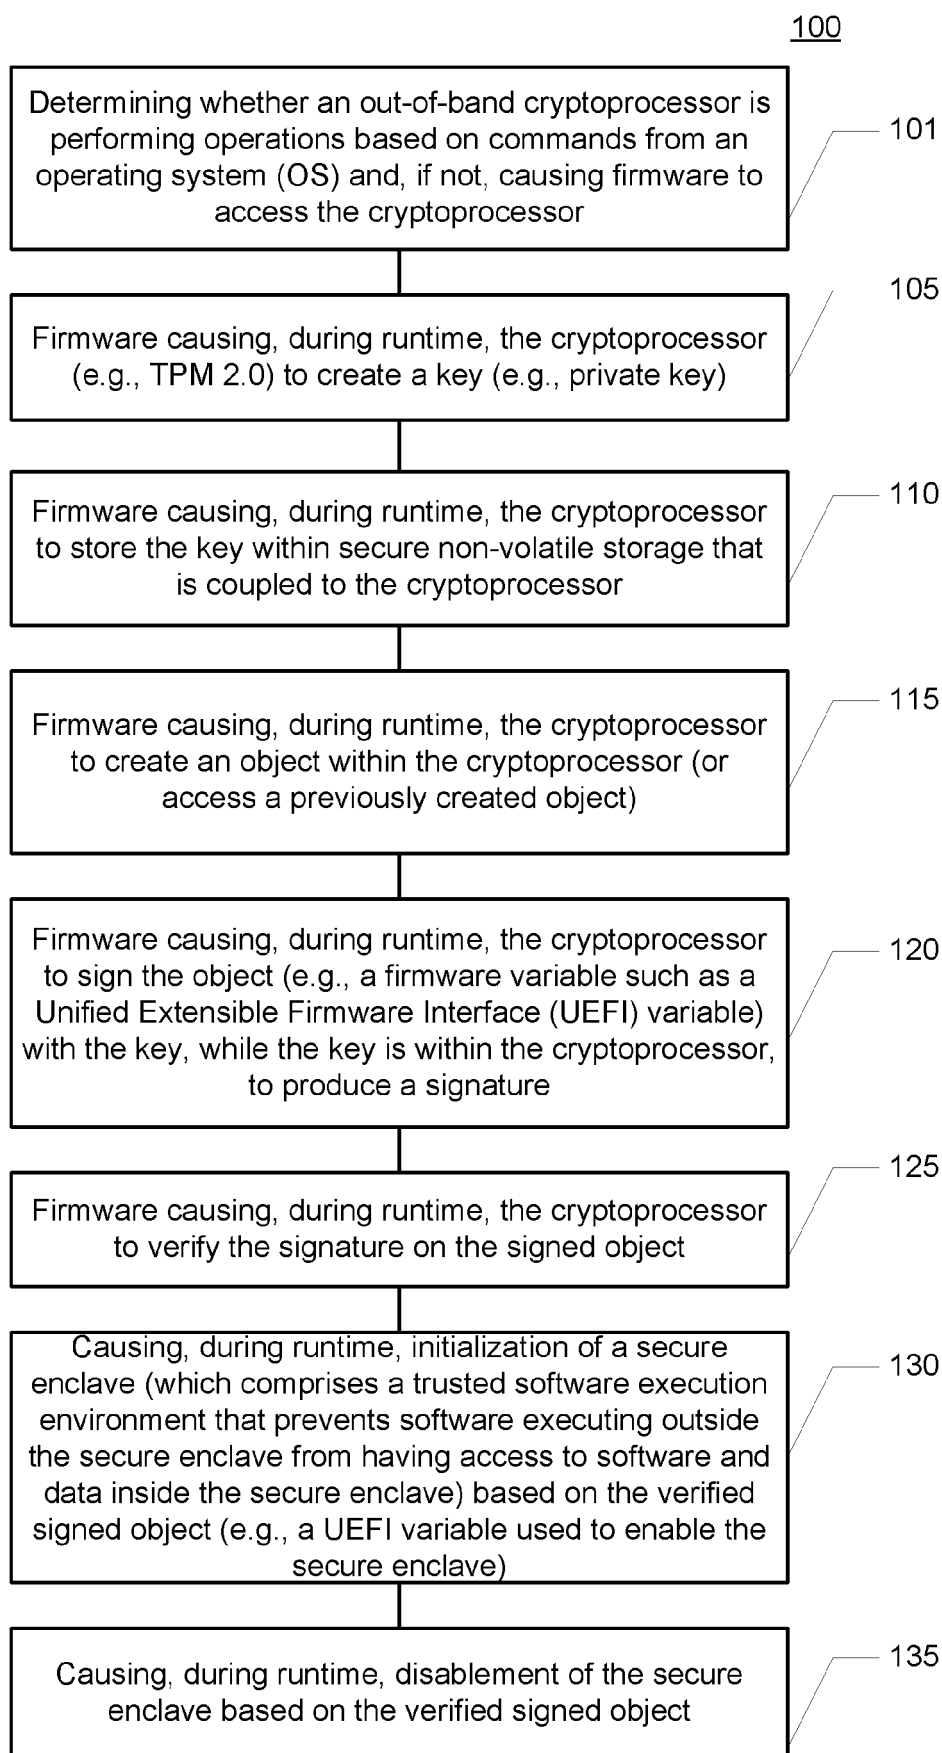 100
Determining whether an out-of-band cryptoprocessor is
performing operations based on commands from an
operating system (OS) and, if not, causing firmware to
access the cryptoprocessor
101
Firmware causing, during runtime, the cryptoprocessor
(e.g., TPM 2.0) to create a key (e.g., private key)
105
Firmware causing, during runtime, the cryptoprocessor
to store the key within secure non-volatile storage that
is coupled to the cryptoprocessor
110
Firmware causing, during runtime, the cryptoprocessor
to create an object within the cryptoprocessor (or
access a previously created object)
115
Firmware causing, during runtime, the cryptoprocessor
to sign the object (e.g., a firmware variable such as a
Unified Extensible Firmware Interface (UEFI) variable)
with the key, while the key is within the cryptoprocessor,
to produce a signature
120
Firmware causing, during runtime, the cryptoprocessor
to verify the signature on the signed object
125
Causing, during runtime, initialization of a secure
enclave (which comprises a trusted software execution
environment that prevents software executing outside
the secure enclave from having access to software and
data inside the secure enclave) based on the verified
signed object (e.g., a UEFI variable used to enable the
secure enclave)
130
Causing, during runtime, disablement of the secure
enclave based on the verified signed object
135